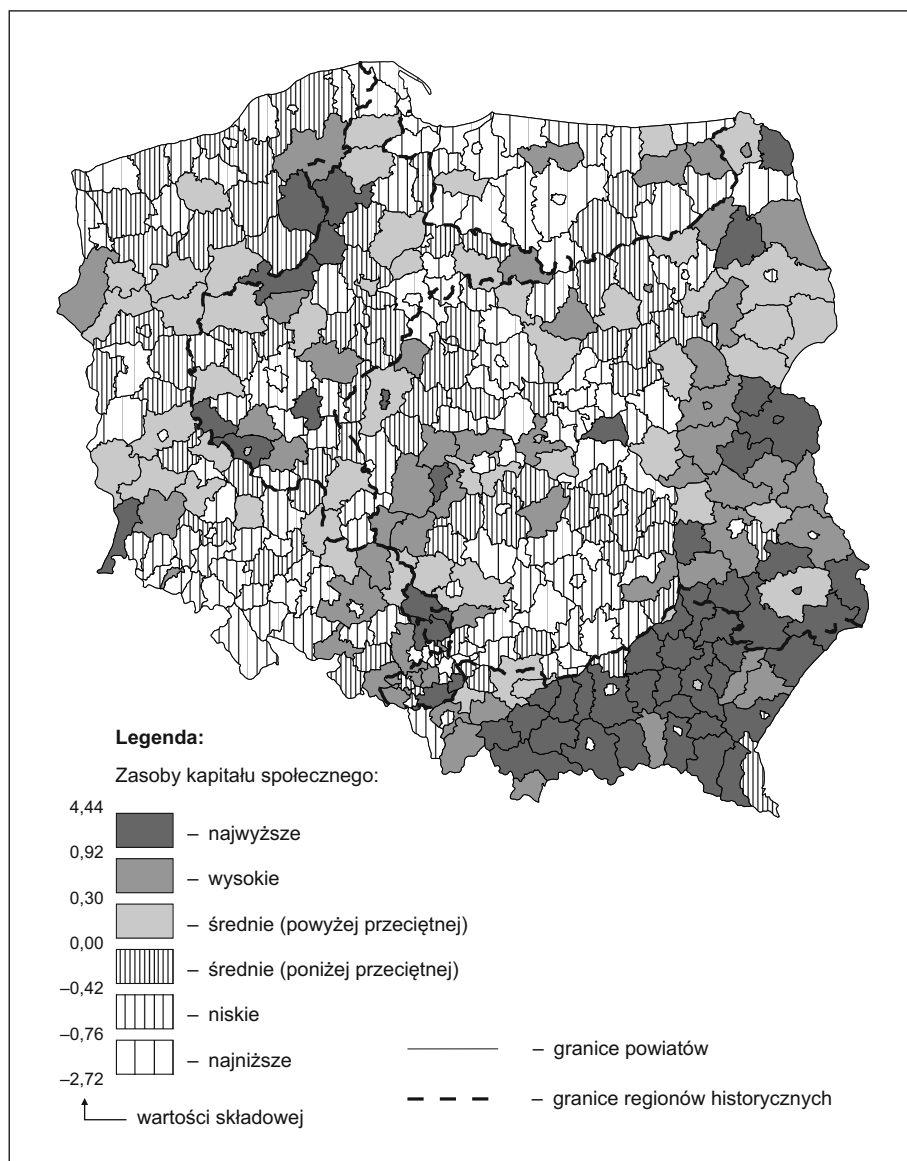 Legenda:
Zasoby kapitału społecznego:
4,44
– najwyższe
0,92
– wysokie
0,30
– średnie (powyżej przeciętnej)
0,00
– średnie (poniżej przeciętnej)
–0,42
– niskie
–0,76
– najniższe
–2,72
wartości składowej
– granice powiatów
– granice regionów historycznych